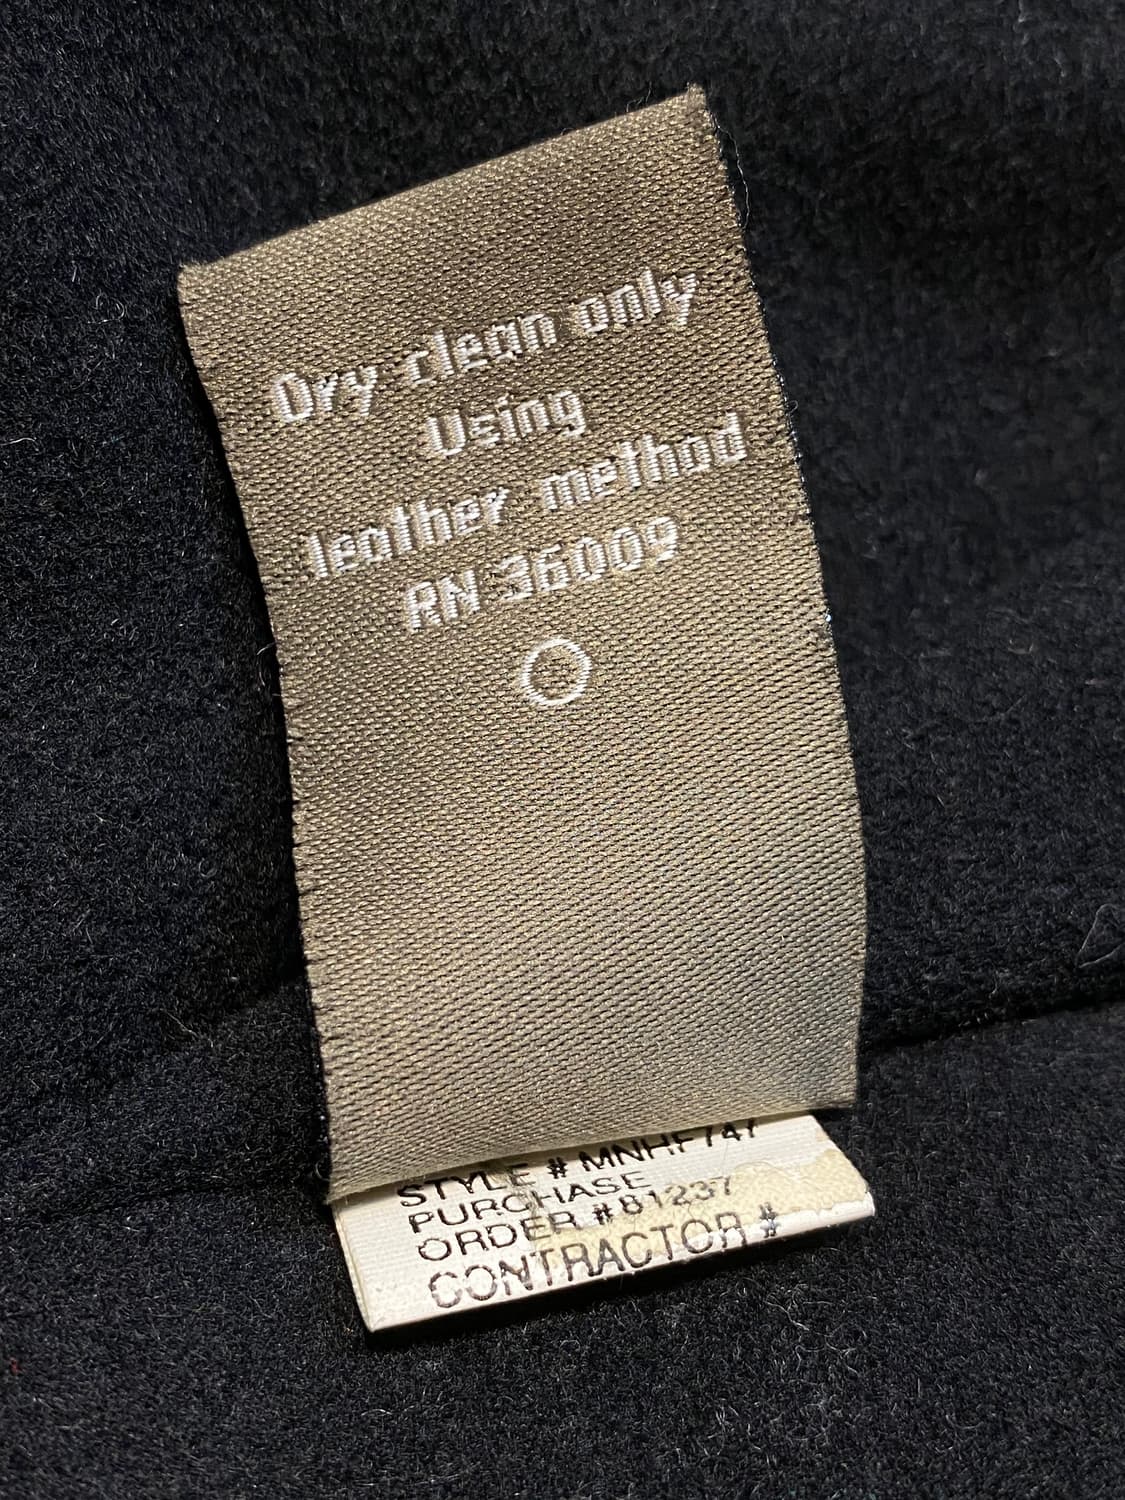 Dry clean only
Using
leather method
RN 36009
STYLE # MNHF747
PURCHASE
ORDER #81237
CONTRACTOR #